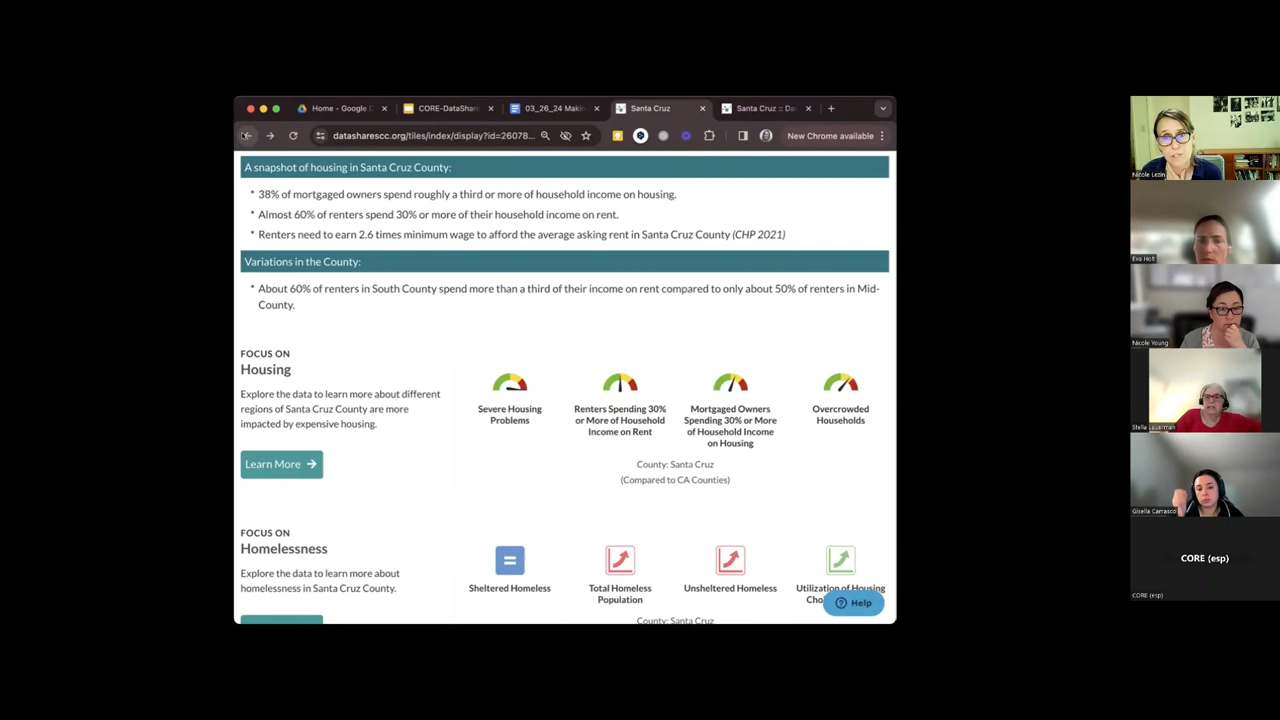 Home - Google D
CORE-DataShar
03_26_24 Makin
Santa Cruz
Santa Cruz :: Da
datasharescc.org/tiles/index/display?id=26078...
New Chrome available
A snapshot of housing in Santa Cruz County:
* 38% of mortgaged owners spend roughly a third or more of household income on housing.
* Almost 60% of renters spend 30% or more of their household income on rent.
* Renters need to earn 2.6 times minimum wage to afford the average asking rent in Santa Cruz County (CHP 2021)
Variations in the County:
* About 60% of renters in South County spend more than a third of their income on rent compared to only about 50% of renters in Mid-
County.
FOCUS ON
Housing
Explore the data to learn more about different
regions of Santa Cruz County are more
impacted by expensive housing.
Learn More →
Severe Housing
Problems
Renters Spending 30%
or More of Household
Income on Rent
Mortgaged Owners
Spending 30% or More
of Household Income
on Housing
Overcrowded
Households
County: Santa Cruz
(Compared to CA Counties)
FOCUS ON
Homelessness
Explore the data to learn more about
homelessness in Santa Cruz County.
Sheltered Homeless
Total Homeless
Population
Unsheltered Homeless
Utilization of Housing
Cho
County: Santa Cruz
Help
Nicole Lezin
Eva Holt
Nicole Young
Stella Lauerman
Gisella Carrasco
CORE (esp)
CORE (esp)